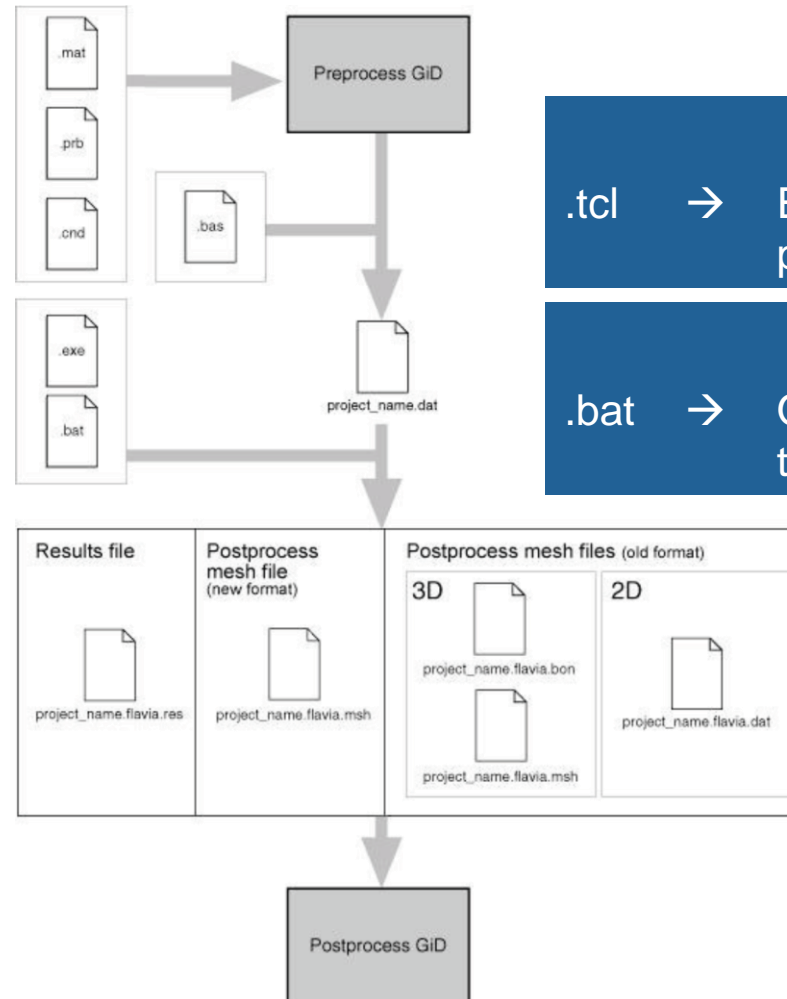 .mat
.prb
.cnd
Preprocess GiD
.bas
.exe
.bat
project_name.dat
.tcl →
.bat →
Results file
project_name.flavia.res
Postprocess
mesh file
(new format)
project_name.flavia.msh
Postprocess mesh files (old format)
3D
project_name.flavia.bon
project_name.flavia.msh
2D
project_name.flavia.dat
Postprocess GiD